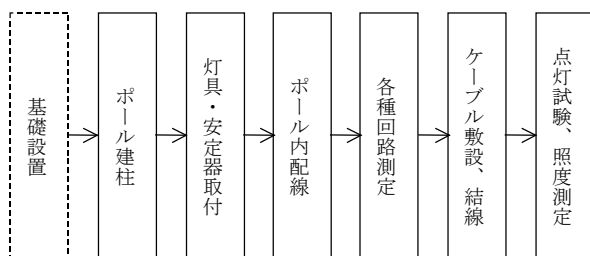 基礎設置
ポール建柱
灯具・安定器取付
ポール内配線
各種回路測定
ケーブル敷設、結線
点灯試験、照度測定